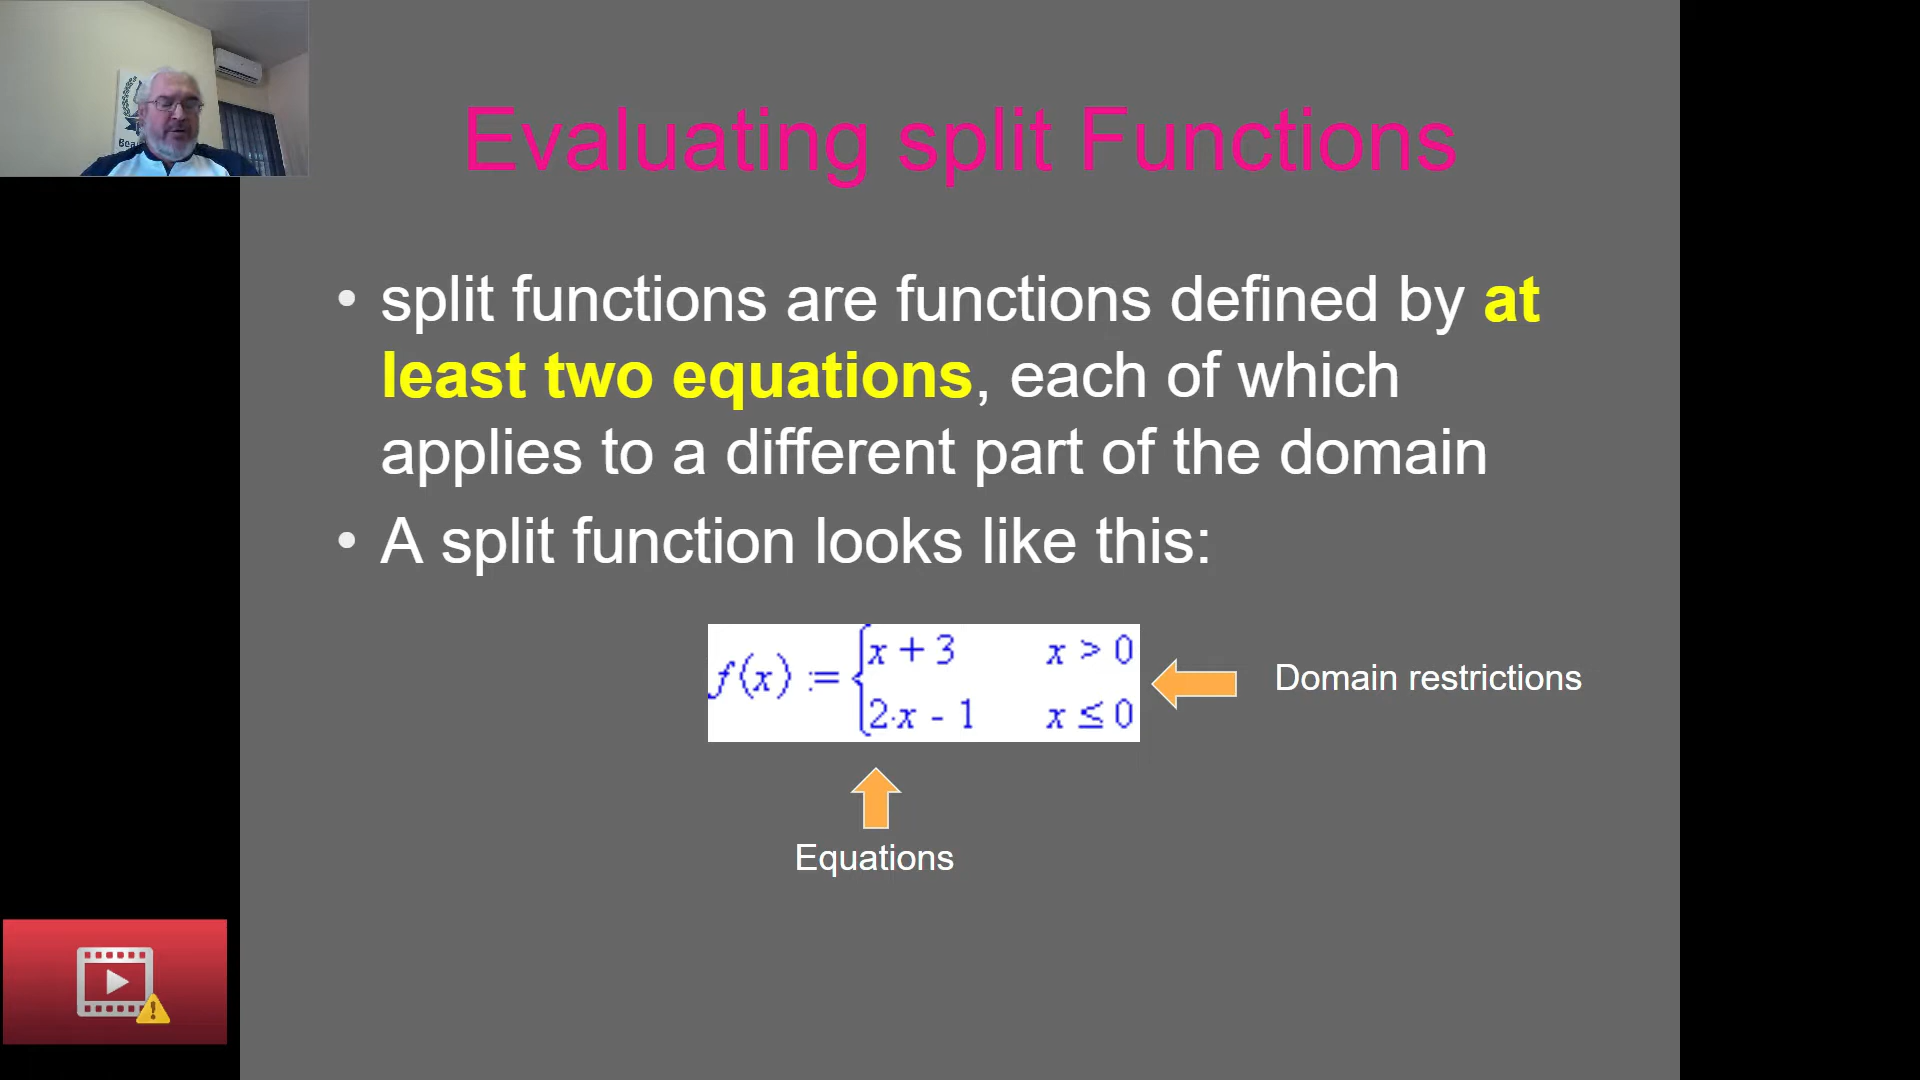 Evaluating split Functions
• split functions are functions defined by at
least two equations, each of which
applies to a different part of the domain
• A split function looks like this:
f(x) := { x + 3 x > 0
2·x - 1 x ≤ 0
Domain restrictions
Equations